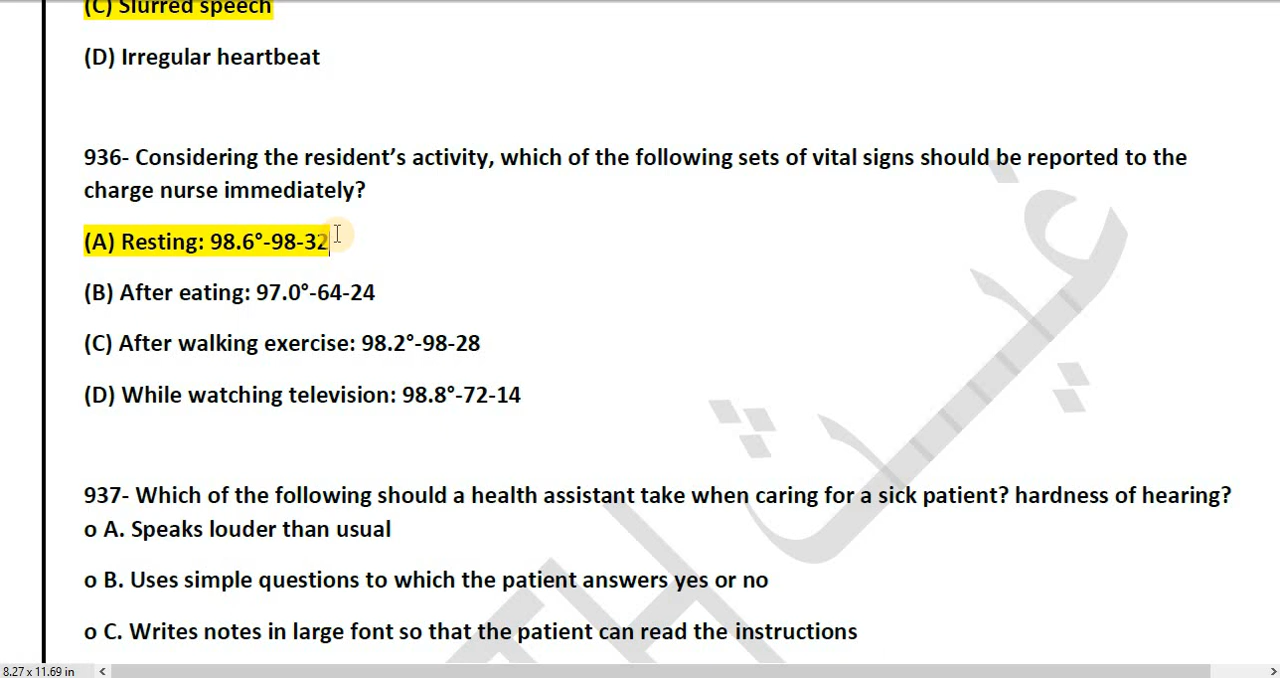 (C) Slurred speech
(D) Irregular heartbeat
936- Considering the resident's activity, which of the following sets of vital signs should be reported to the
charge nurse immediately?
(A) Resting: 98.6°-98-32
(B) After eating: 97.0°-64-24
(C) After walking exercise: 98.2°-98-28
(D) While watching television: 98.8°-72-14
937- Which of the following should a health assistant take when caring for a sick patient? hardness of hearing?
o A. Speaks louder than usual
o B. Uses simple questions to which the patient answers yes or no
o C. Writes notes in large font so that the patient can read the instructions
8.27 x 11.69 in